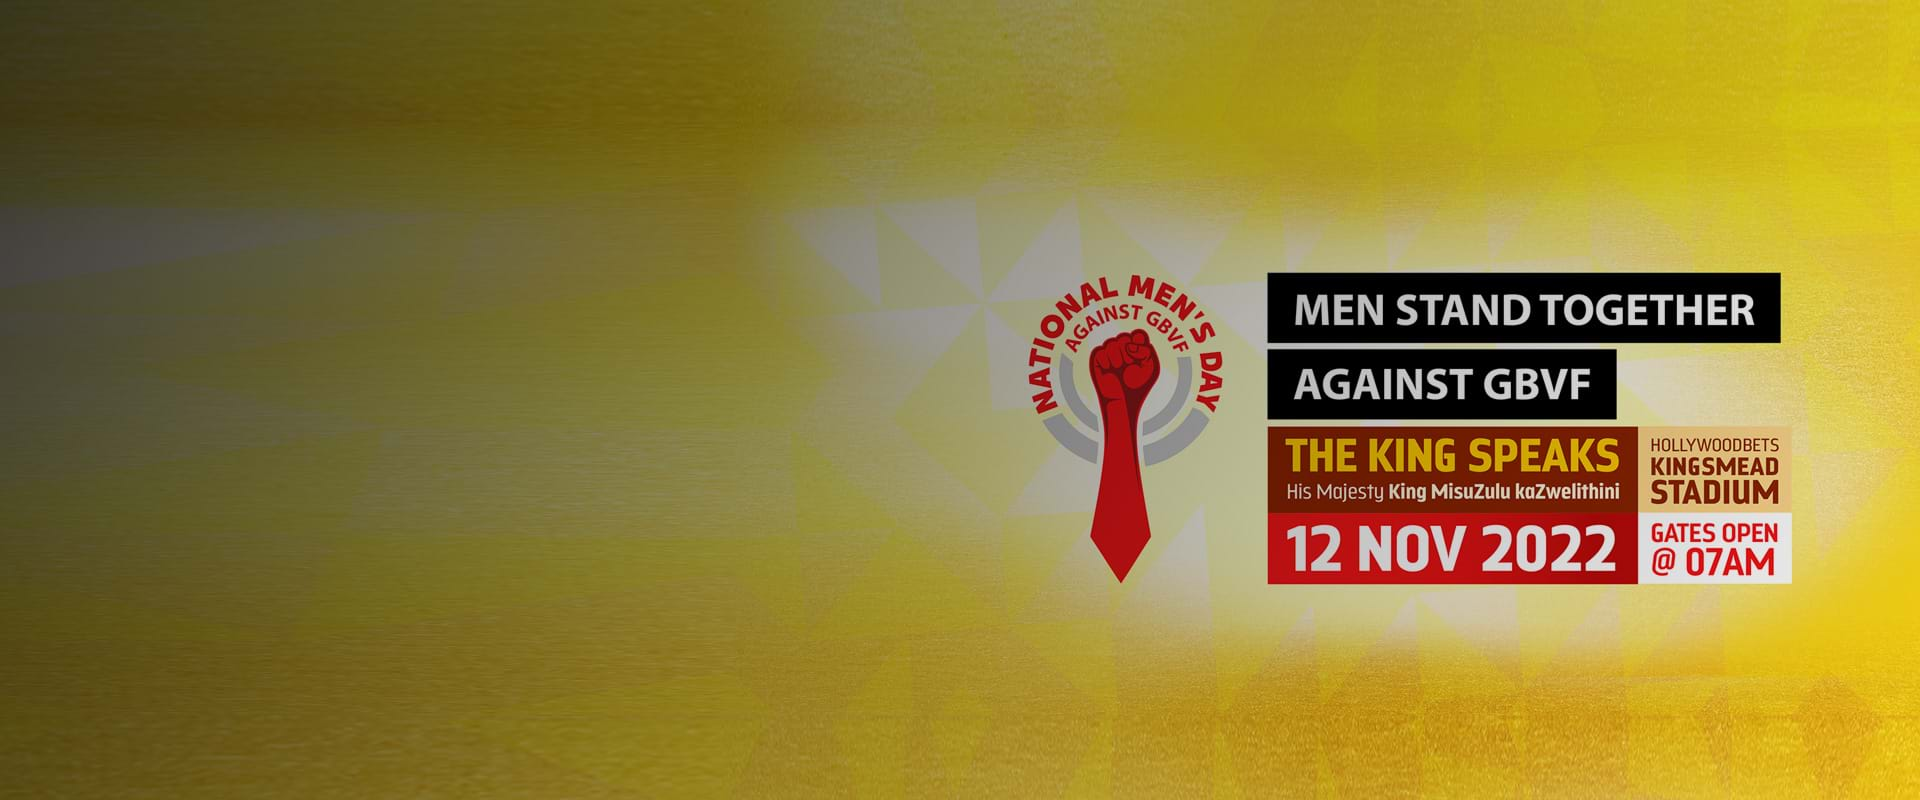 NATIONAL MEN'S DAY
AGAINST GBVF
MEN STAND TOGETHER
AGAINST GBVF
THE KING SPEAKS
His Majesty King MisuZulu kaZwelithini
HOLLYWOODBETS
KINGSMEAD
STADIUM
12 NOV 2022
GATES OPEN
@ 07AM